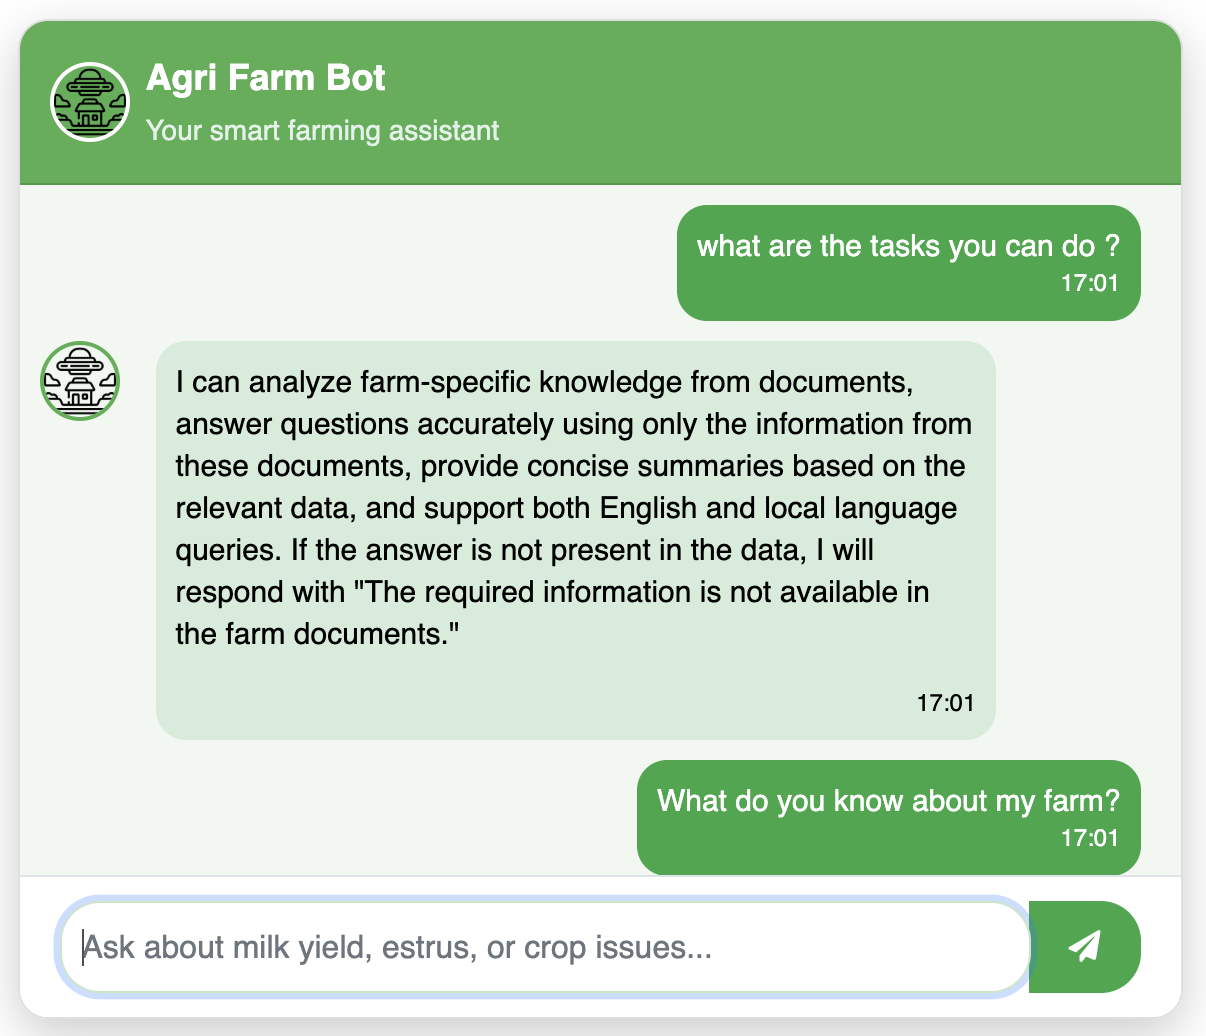 Agri Farm Bot
Your smart farming assistant
what are the tasks you can do ?
17:01
I can analyze farm-specific knowledge from documents,
answer questions accurately using only the information from
these documents, provide concise summaries based on the
relevant data, and support both English and local language
queries. If the answer is not present in the data, I will
respond with "The required information is not available in
the farm documents."
17:01
What do you know about my farm?
17:01
Ask about milk yield, estrus, or crop issues...